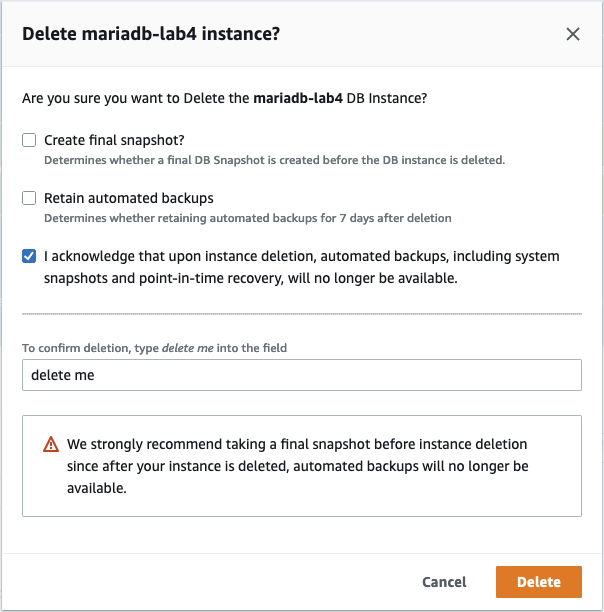 Delete mariadb-lab4 instance?
Are you sure you want to Delete the mariadb-lab4 DB Instance?
Create final snapshot?
Determines whether a final DB Snapshot is created before the DB instance is deleted.
Retain automated backups
Determines whether retaining automated backups for 7 days after deletion
I acknowledge that upon instance deletion, automated backups, including system
snapshots and point-in-time recovery, will no longer be available.
To confirm deletion, type delete me into the field
delete me
We strongly recommend taking a final snapshot before instance deletion
since after your instance is deleted, automated backups will no longer be
available.
Cancel
Delete